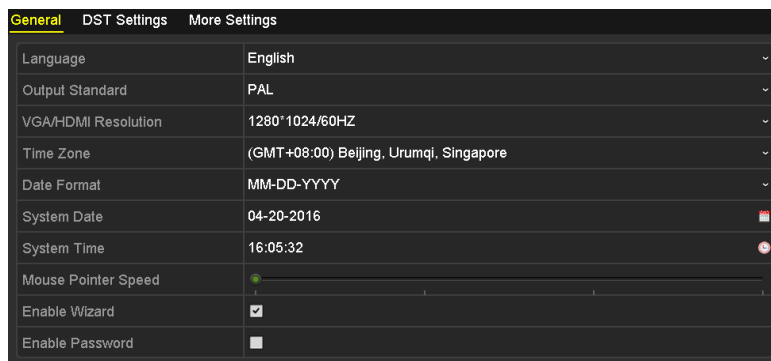 General DST Settings More Settings
Language English
Output Standard PAL
VGA/HDMI Resolution 1280*1024/60HZ
Time Zone (GMT+08:00) Beijing, Urumqi, Singapore
Date Format MM-DD-YYYY
System Date 04-20-2016
System Time 16:05:32
Mouse Pointer Speed
Enable Wizard
Enable Password